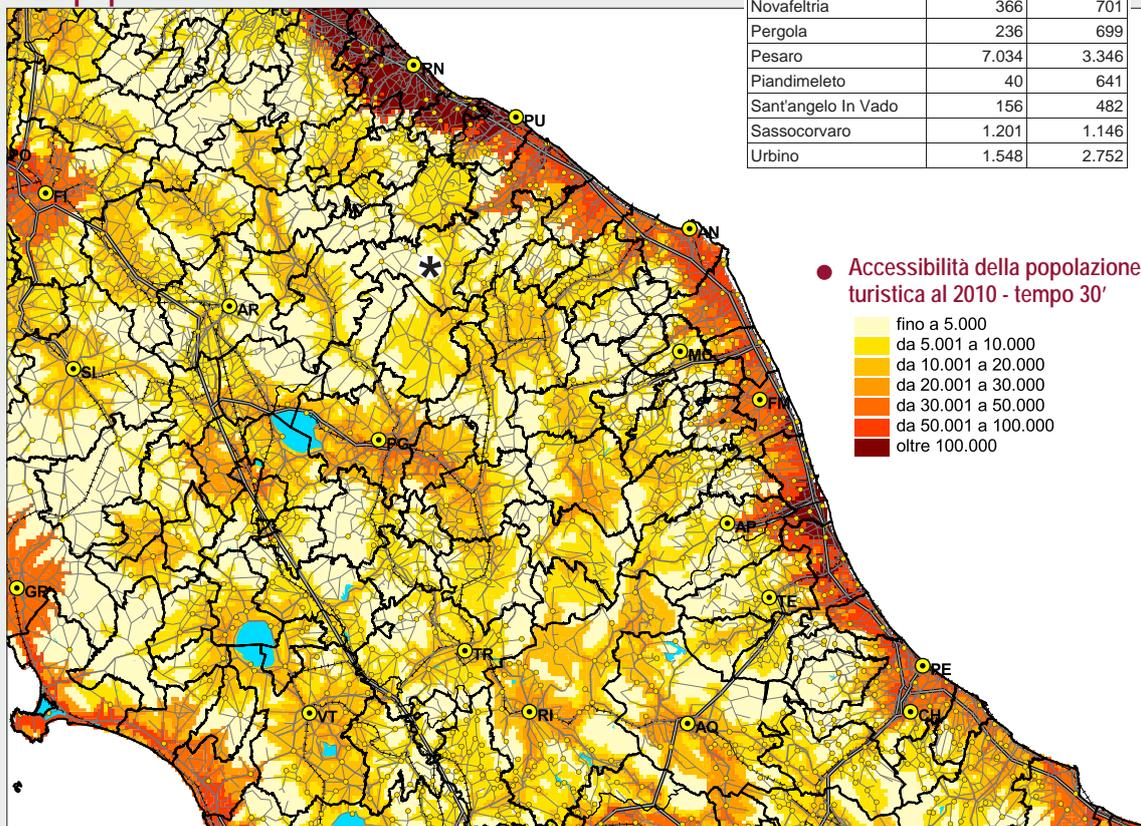 Novafeltria 366 701
Pergola 236 699
Pesaro 7.034 3.346
Piandimeleto 40 641
Sant'angelo In Vado 156 482
Sassocorvaro 1.201 1.146
Urbino 1.548 2.752
RN
PU
FI
AN
AR
MC
SI
FM
PG
AP
GR
TE
TR
PE
VT
RI
AQ
CH
*
Accessibilità della popolazione
turistica al 2010 - tempo 30'
fino a 5.000
da 5.001 a 10.000
da 10.001 a 20.000
da 20.001 a 30.000
da 30.001 a 50.000
da 50.001 a 100.000
oltre 100.000